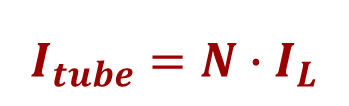 I_tube = N · I_L